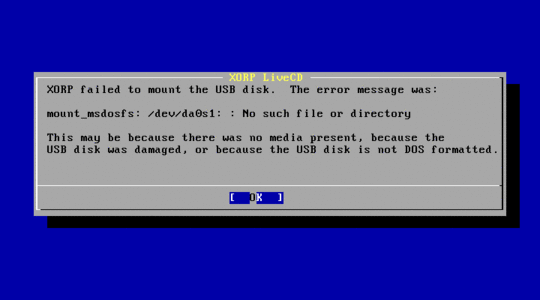 XORP LiveCD
XORP failed to mount the USB disk.  The error message was:
mount_msdosfs: /dev/da0s1: : No such file or directory
This may be because there was no media present, because the
USB disk was damaged, or because the USB disk is not DOS formatted.
[  OK  ]